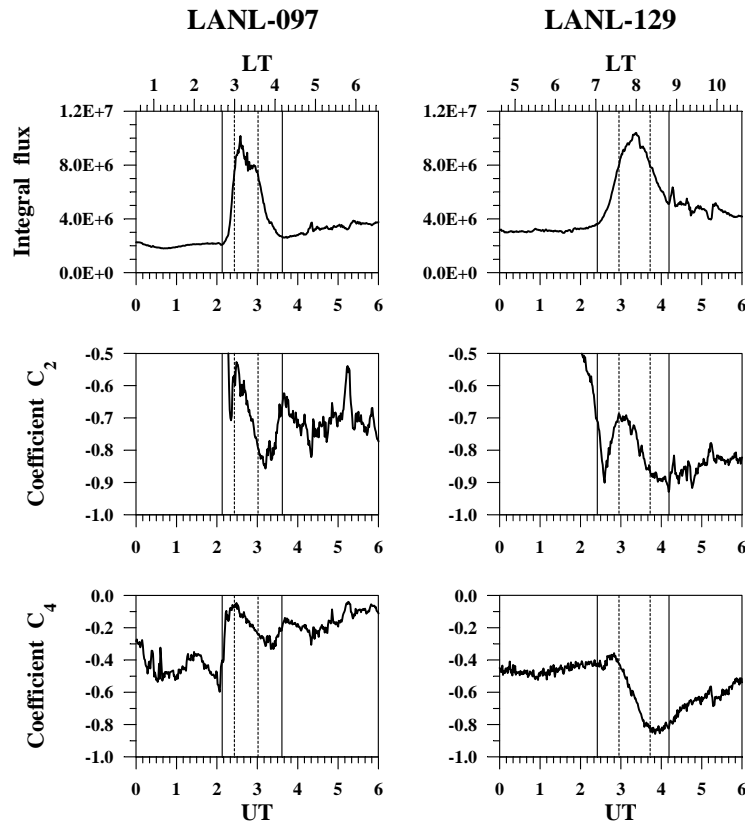 LANL-097
LANL-129
LT
LT
1 2 3 4 5 6
5 6 7 8 9 10
Integral flux
1.2E+7
8.0E+6
4.0E+6
0.0E+0
0 1 2 3 4 5 6
1.2E+7
8.0E+6
4.0E+6
0.0E+0
0 1 2 3 4 5 6
Coefficient C2
-0.5
-0.6
-0.7
-0.8
-0.9
-1.0
0 1 2 3 4 5 6
-0.5
-0.6
-0.7
-0.8
-0.9
-1.0
0 1 2 3 4 5 6
Coefficient C4
0.0
-0.2
-0.4
-0.6
-0.8
-1.0
0 1 2 3 4 5 6
UT
0.0
-0.2
-0.4
-0.6
-0.8
-1.0
0 1 2 3 4 5 6
UT